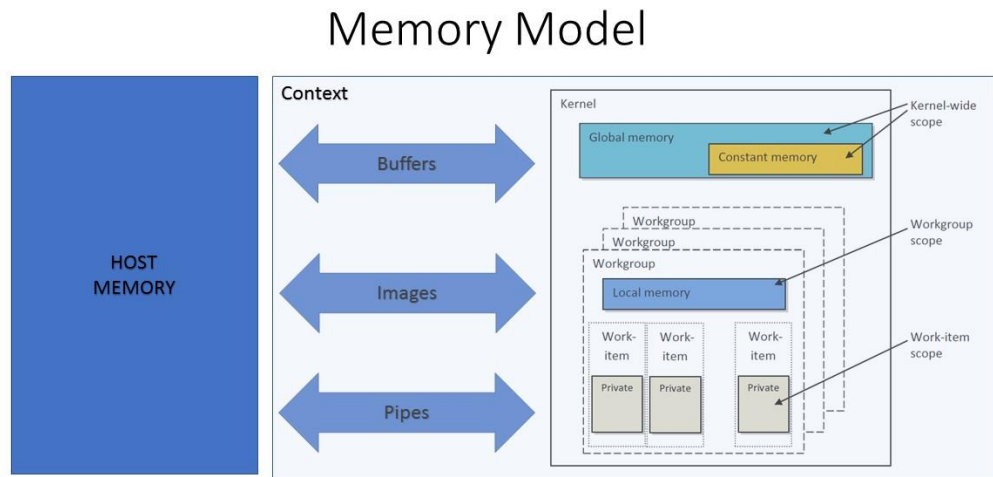 Memory Model
HOST
MEMORY
Context
Buffers
Images
Pipes
Kernel
Global memory
Constant memory
Workgroup
Workgroup
Workgroup
Local memory
Work-
item
Work-
item
Work-
item
Private
Private
Private
Kernel-wide
scope
Workgroup
scope
Work-item
scope